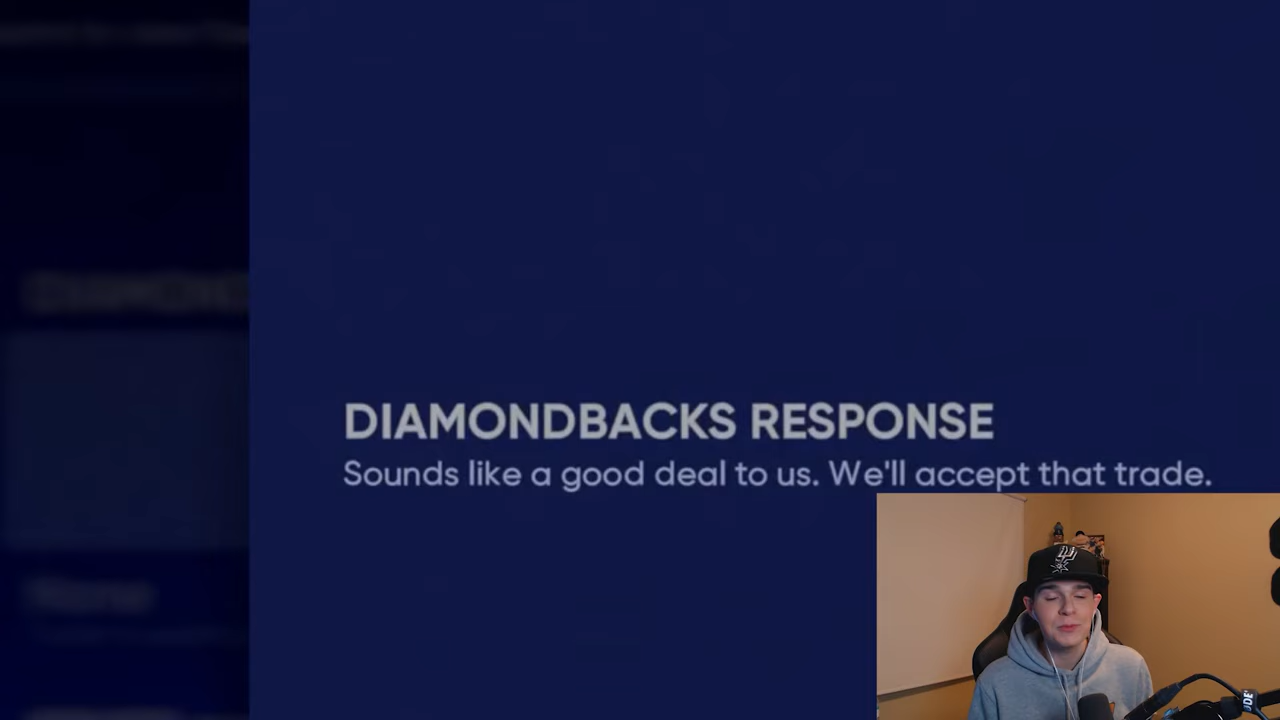 DIAMONDBACKS RESPONSE
Sounds like a good deal to us. We'll accept that trade.